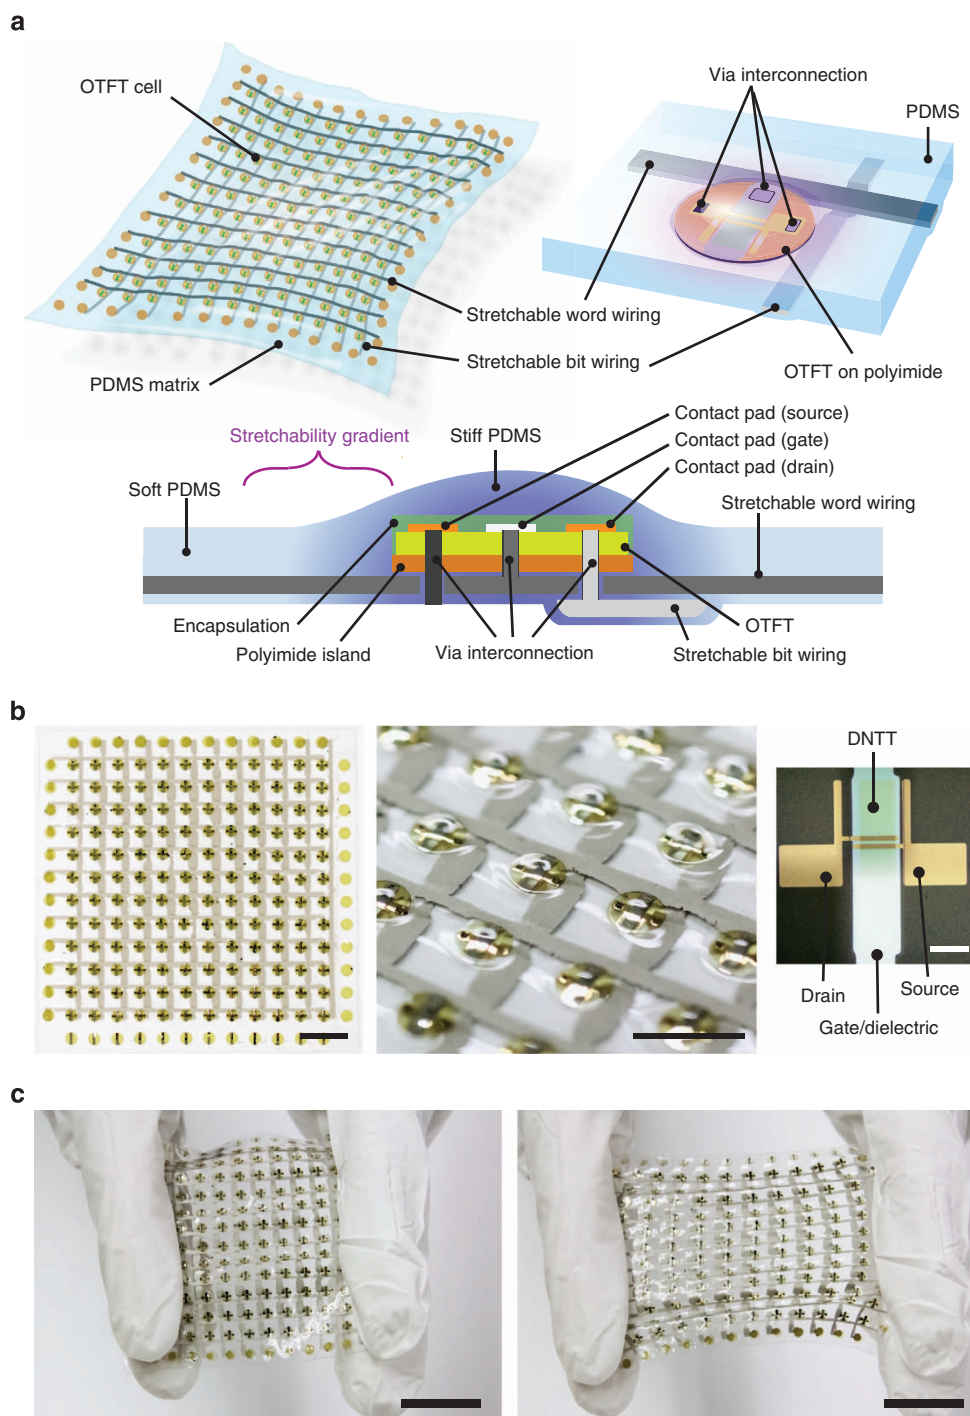 a
OTFT cell
Via interconnection
PDMS
Stretchable word wiring
Stretchable bit wiring
PDMS matrix
OTFT on polyimide
Contact pad (source)
Stretchability gradient
Stiff PDMS
Contact pad (gate)
Contact pad (drain)
Soft PDMS
Stretchable word wiring
Encapsulation
OTFT
Polyimide island
Via interconnection
Stretchable bit wiring
b
DNTT
Drain
Source
Gate/dielectric
c